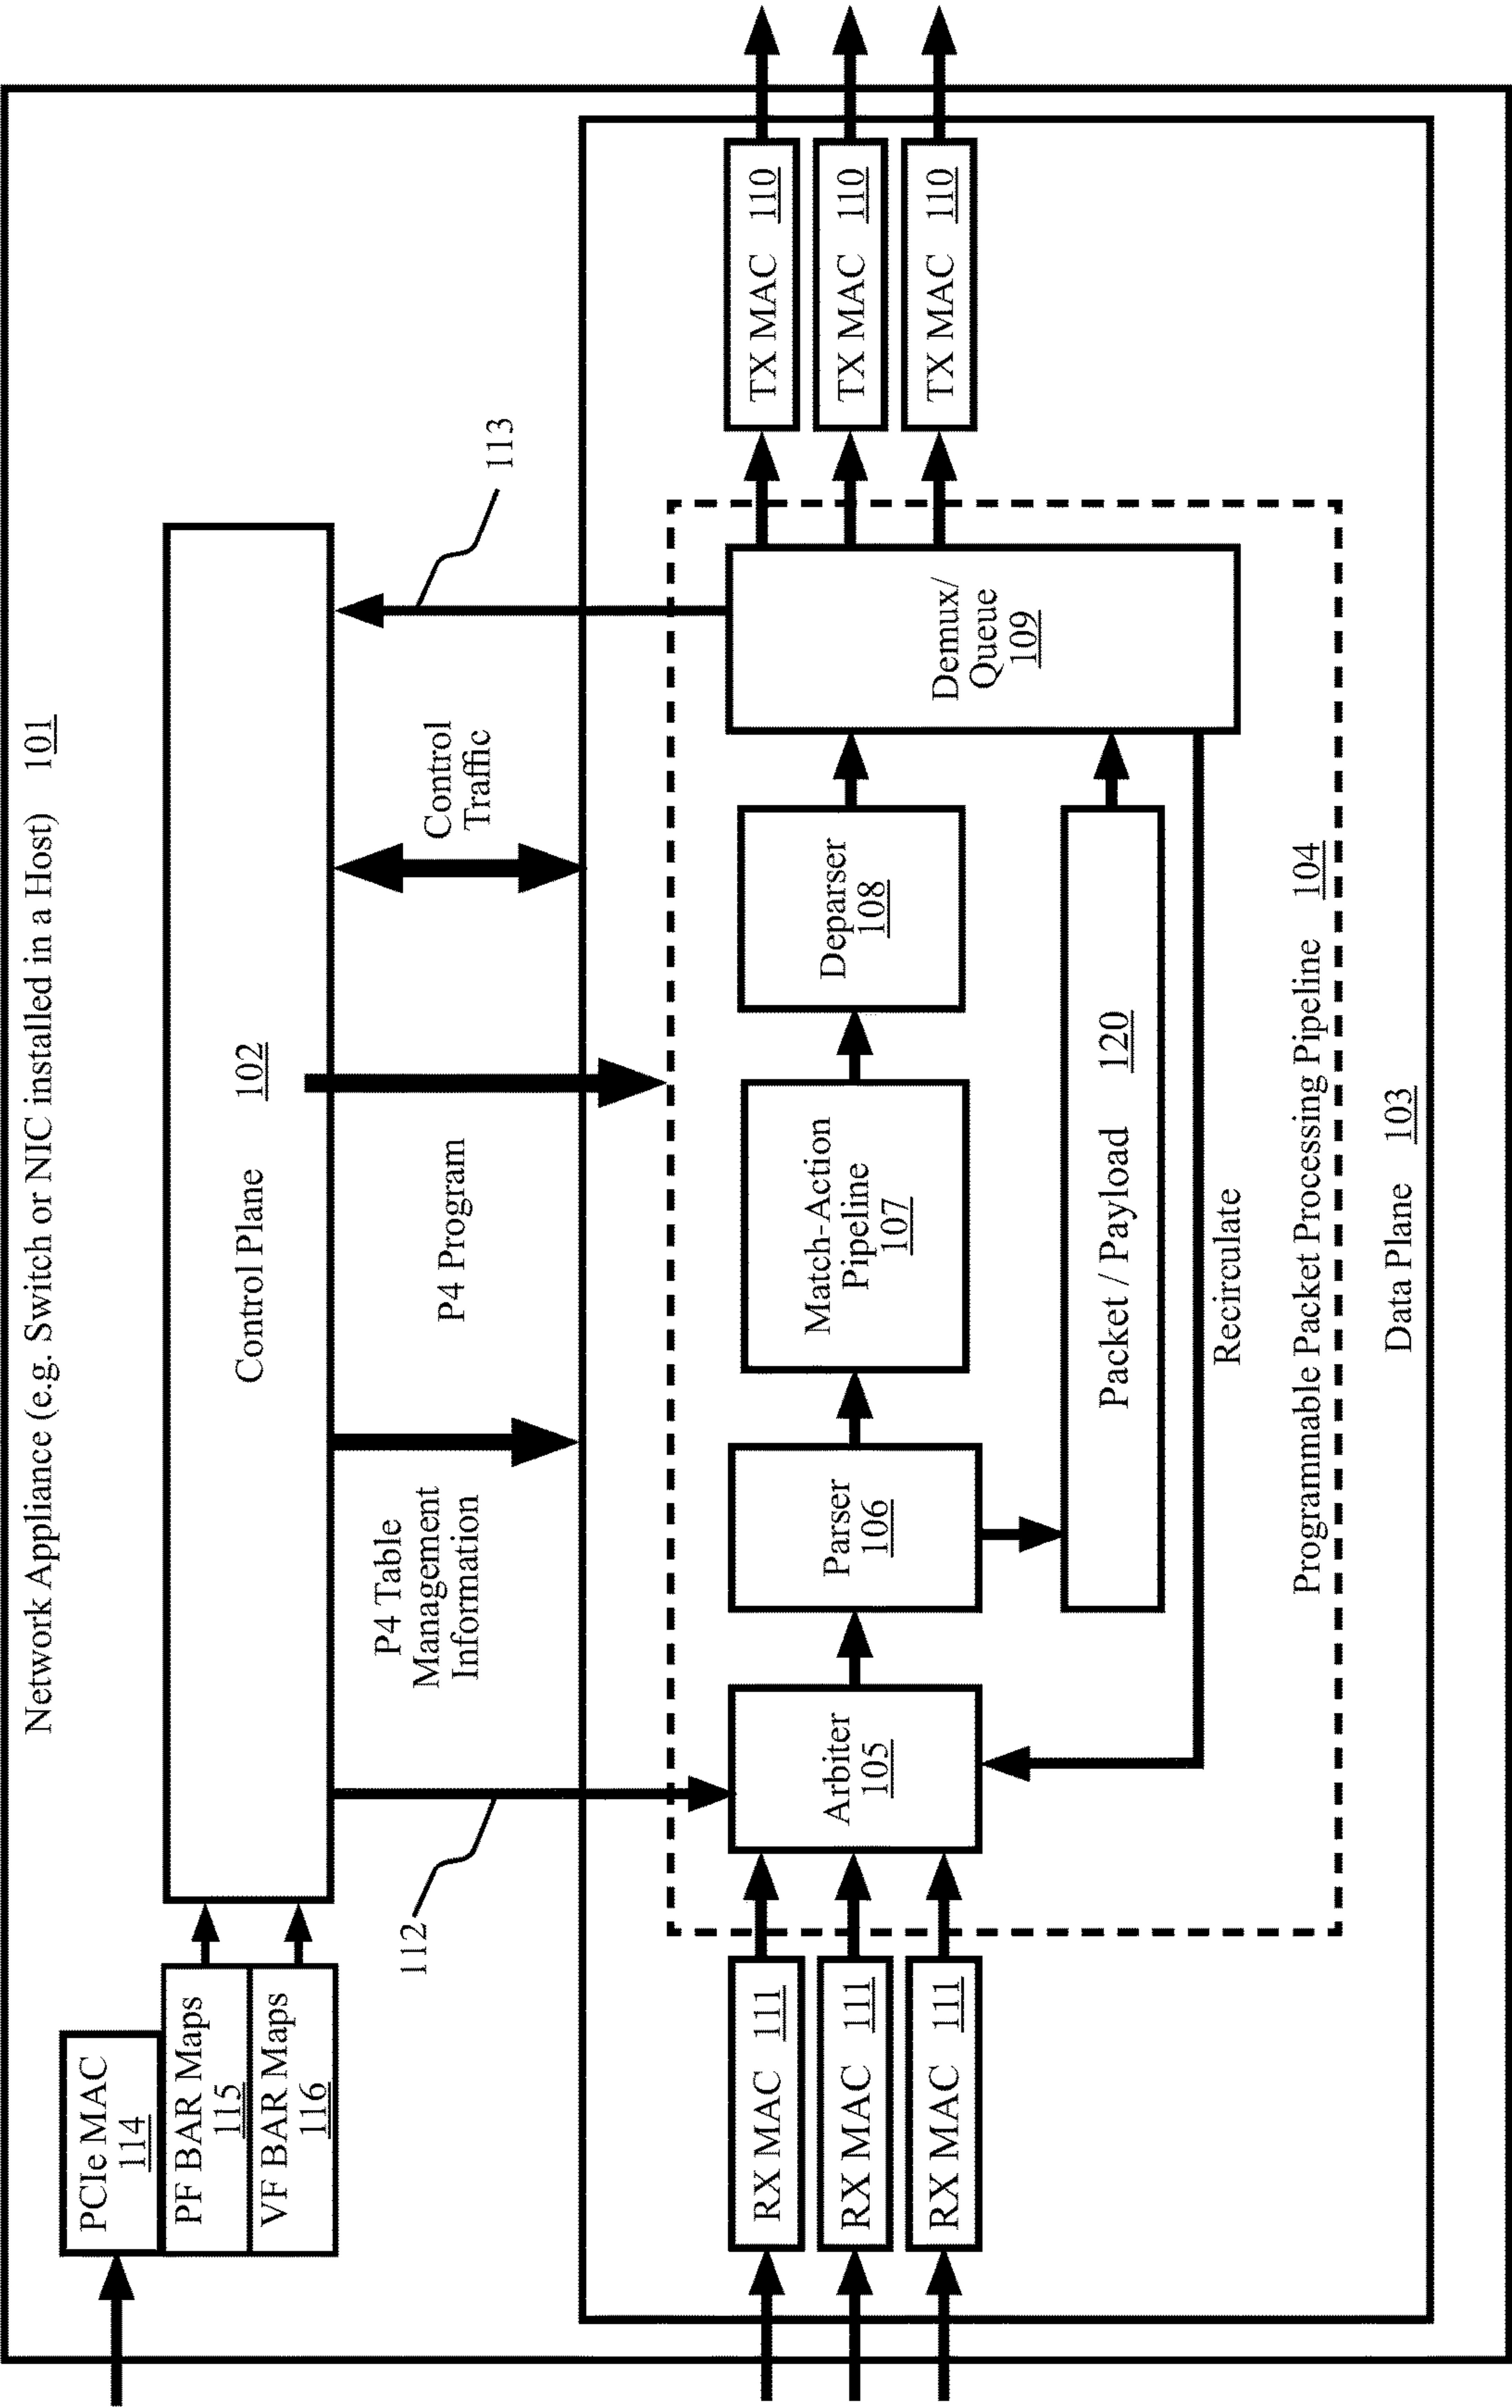 Network Appliance (e.g. Switch or NIC installed in a Host) 101
PCIe MAC
114
PF BAR Maps
115
VF BAR Maps
116
Control Plane 102
112
P4 Table
Management
Information
P4 Program
Control
Traffic
113
RX MAC 111
RX MAC 111
RX MAC 111
Arbiter
105
Parser
106
Match-Action
Pipeline
107
Deparser
108
Demux/
Queue
109
TX MAC 110
TX MAC 110
TX MAC 110
Packet / Payload 120
Recirculate
Programmable Packet Processing Pipeline 104
Data Plane 103